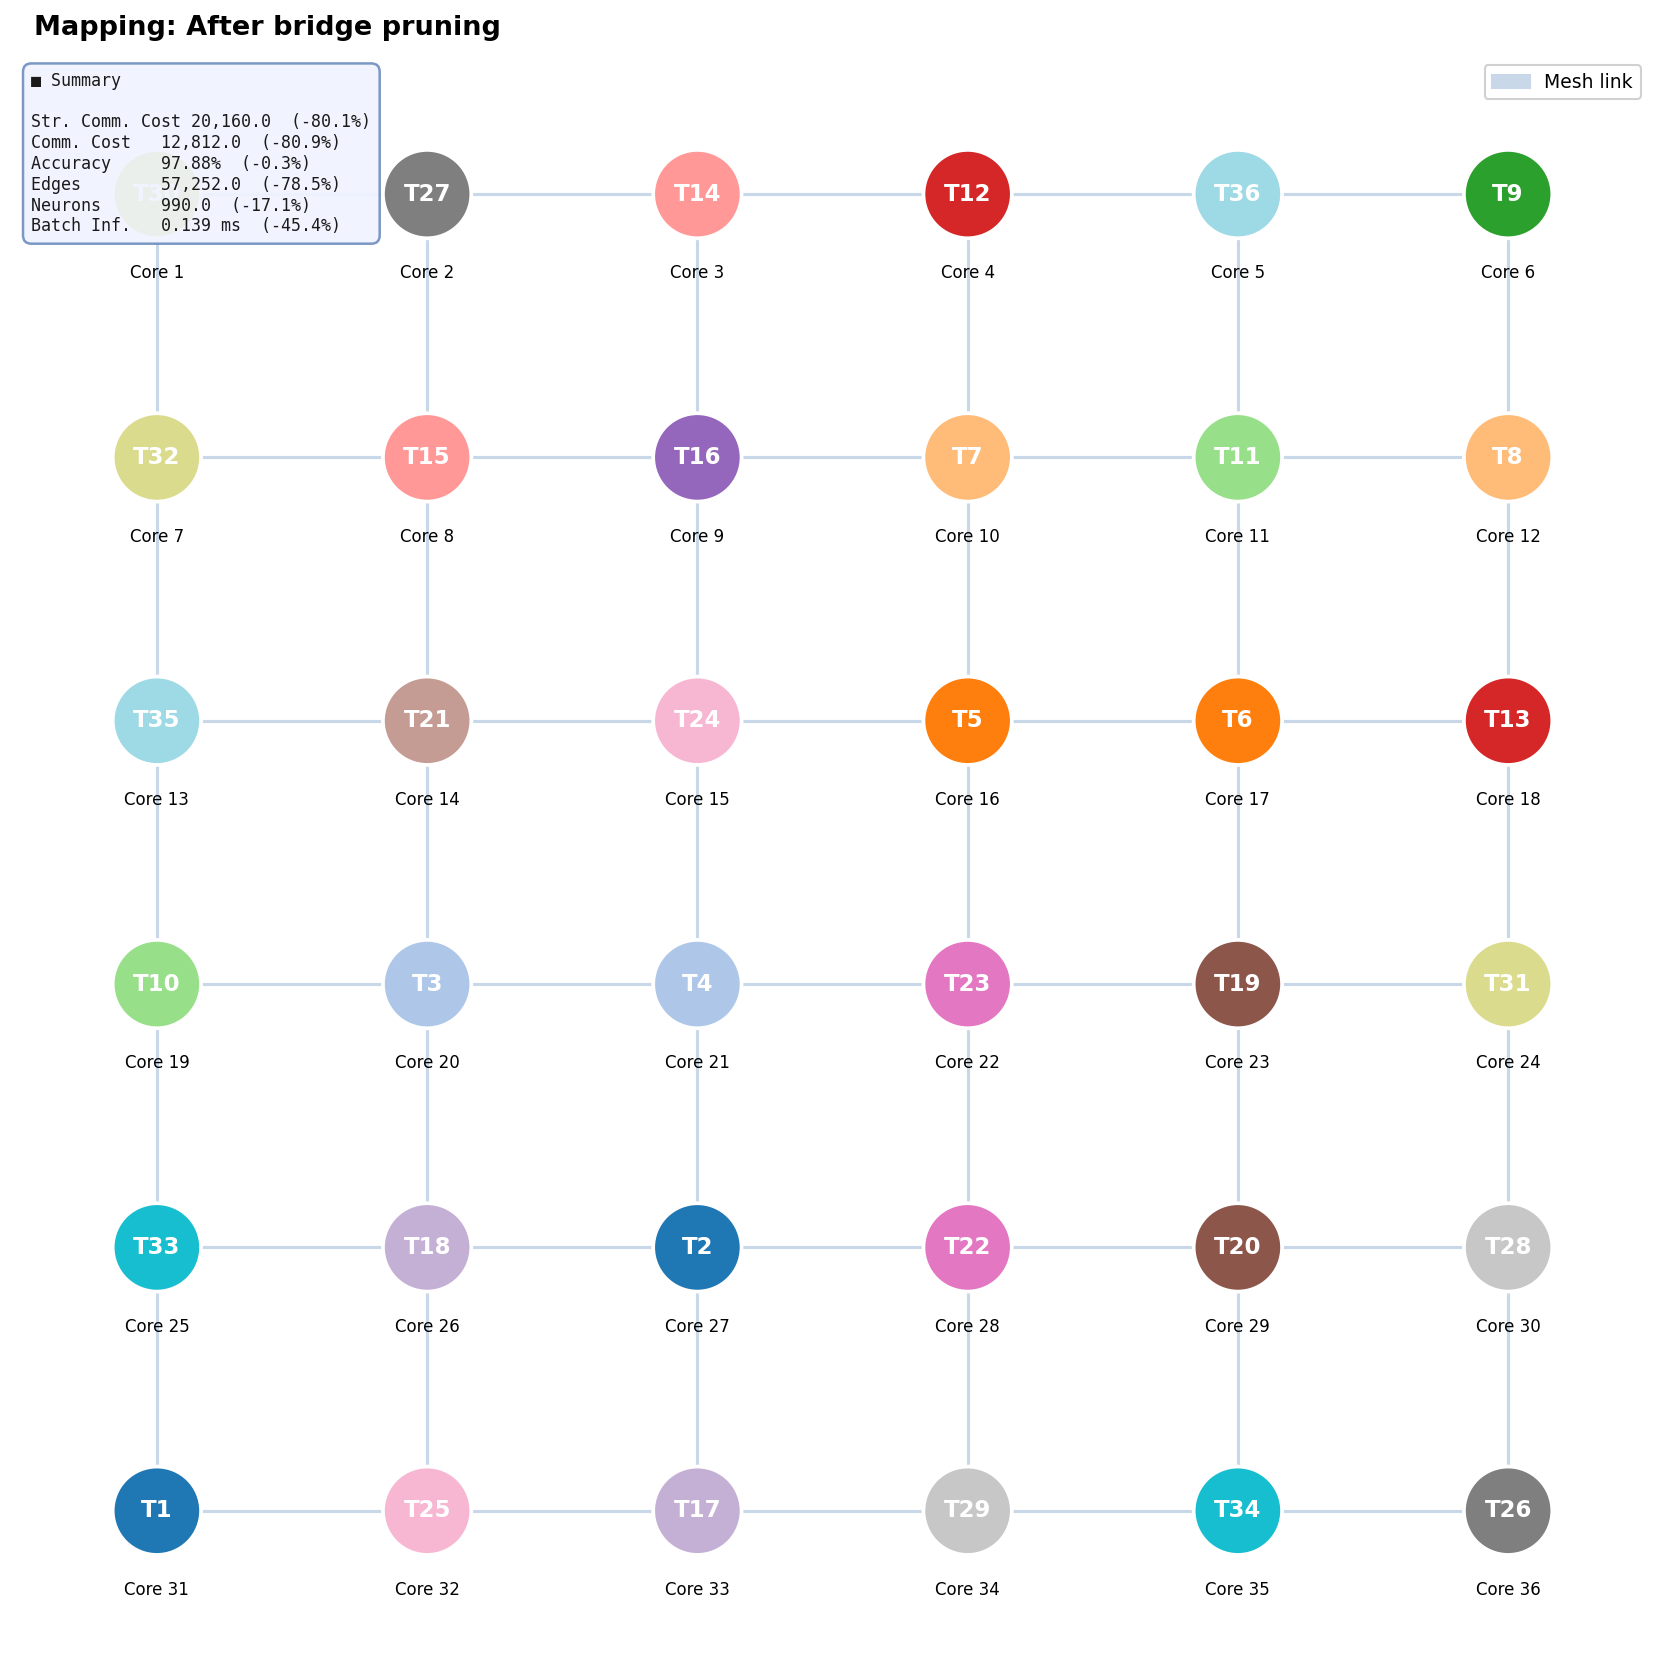 Mapping: After bridge pruning
■ Summary
Str. Comm. Cost 20,160.0 (-80.1%)
Comm. Cost 12,812.0 (-80.9%)
Accuracy 97.88% (-0.3%)
Edges 57,252.0 (-78.5%)
Neurons 990.0 (-17.1%)
Batch Inf. 0.139 ms (-45.4%)
Mesh link
T27 T14 T12 T36 T9
Core 1 Core 2 Core 3 Core 4 Core 5 Core 6
T32 T15 T16 T7 T11 T8
Core 7 Core 8 Core 9 Core 10 Core 11 Core 12
T35 T21 T24 T5 T6 T13
Core 13 Core 14 Core 15 Core 16 Core 17 Core 18
T10 T3 T4 T23 T19 T31
Core 19 Core 20 Core 21 Core 22 Core 23 Core 24
T33 T18 T2 T22 T20 T28
Core 25 Core 26 Core 27 Core 28 Core 29 Core 30
T1 T25 T17 T29 T34 T26
Core 31 Core 32 Core 33 Core 34 Core 35 Core 36